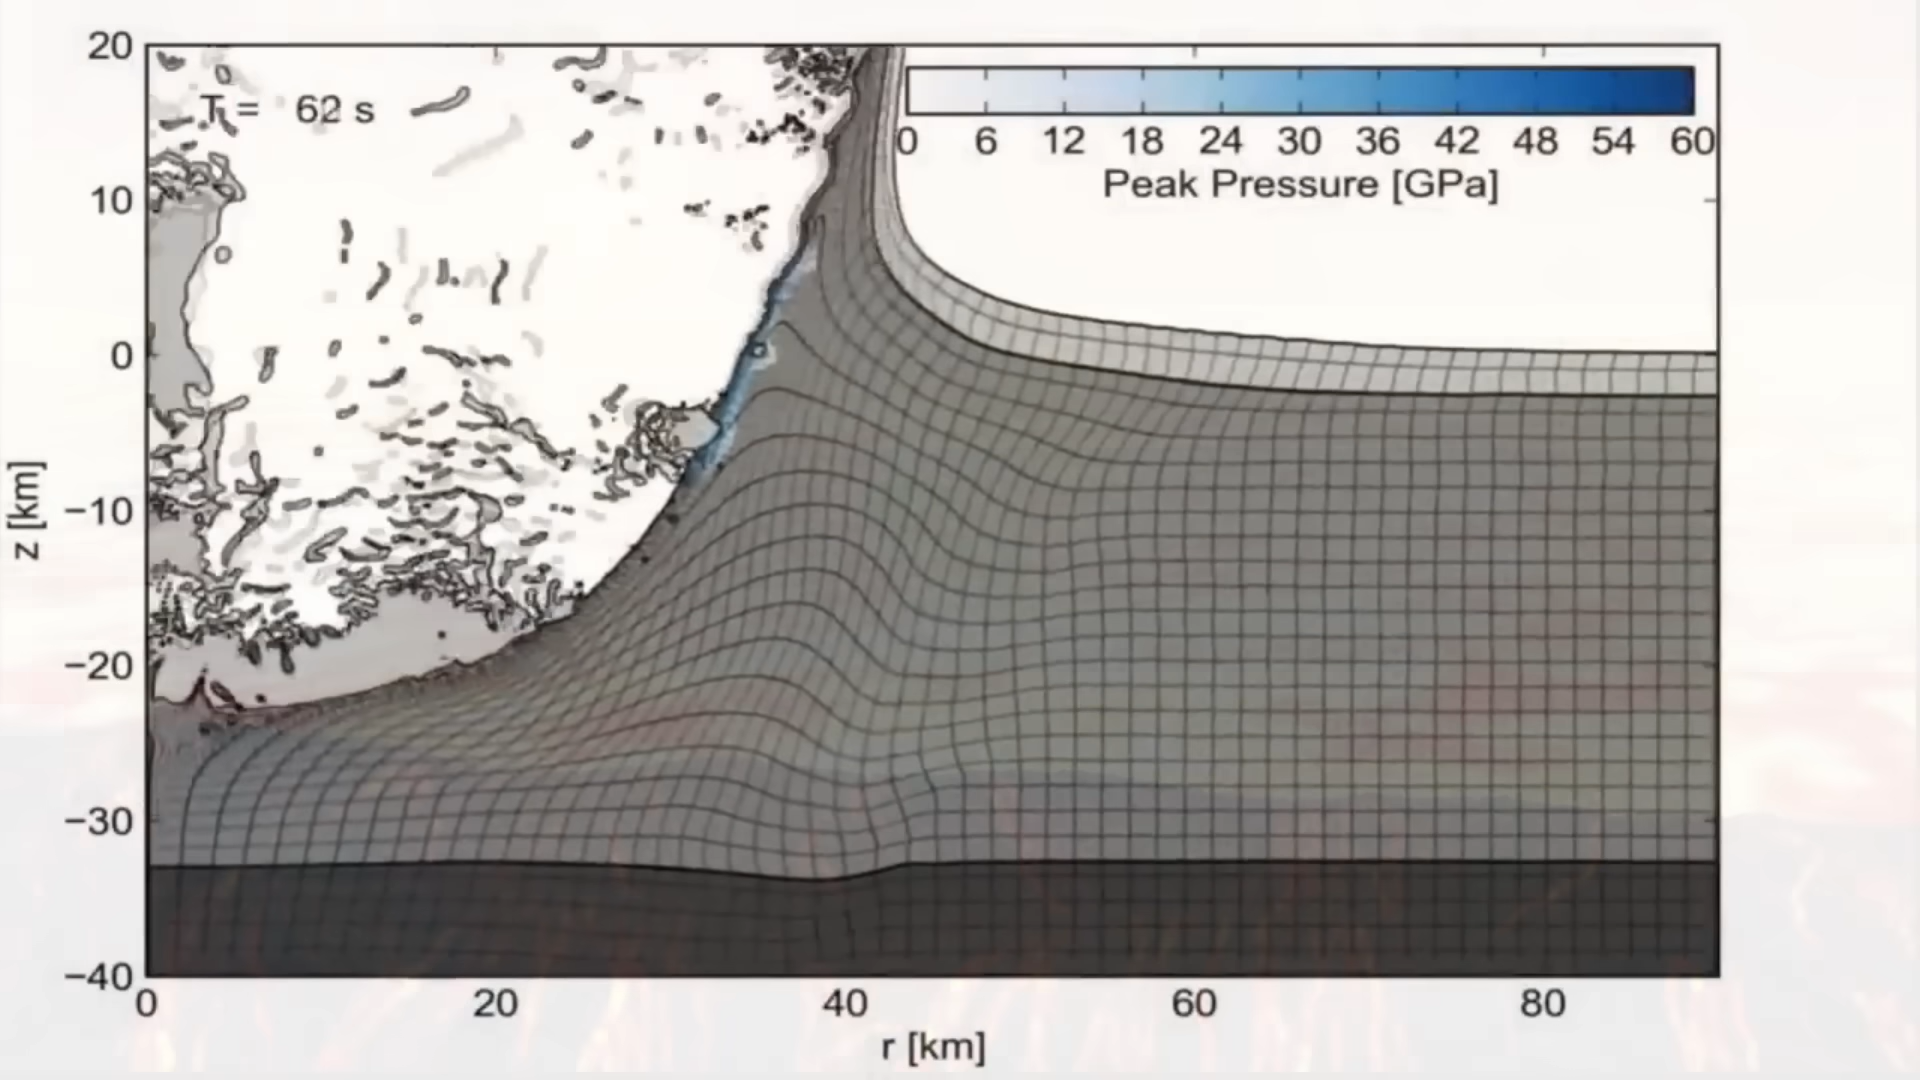 20
T = 62 s
0 6 12 18 24 30 36 42 48 54 60
Peak Pressure [GPa]
10
0
−10
−20
−30
−40
z [km]
0 20 40 60 80
r [km]